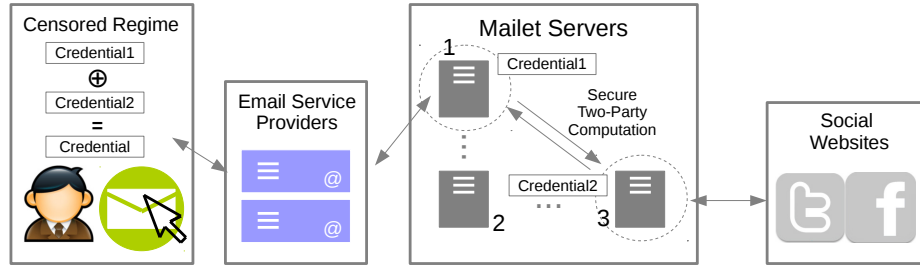 Censored Regime
Credential1
⊕
Credential2
=
Credential
Email Service
Providers
@
@
Mailet Servers
1
Credential1
Secure
Two-Party
Computation
Credential2
2
3
Social
Websites
t
f